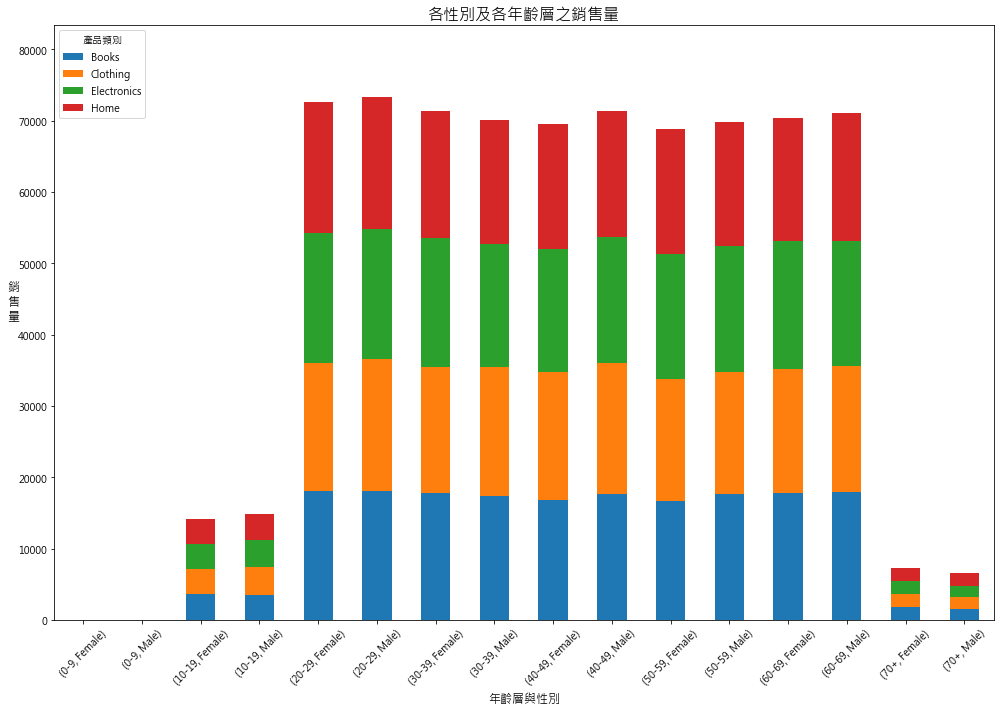 各性別及各年齡層之銷售量
產品類別
Books
Clothing
Electronics
Home
80000
70000
60000
50000
40000
30000
20000
10000
0
銷售量
(0-9, Female)
(0-9, Male)
(10-19, Female)
(10-19, Male)
(20-29, Female)
(20-29, Male)
(30-39, Female)
(30-39, Male)
(40-49, Female)
(40-49, Male)
(50-59, Female)
(50-59, Male)
(60-69, Female)
(60-69, Male)
(70+, Female)
(70+, Male)
年齡層與性別